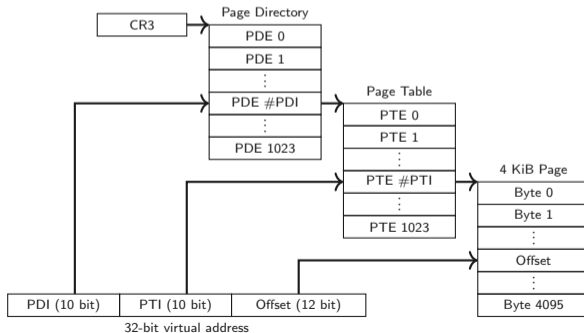 Page Directory
CR3
PDE 0
PDE 1
⋮
PDE #PDI
⋮
PDE 1023
Page Table
PTE 0
PTE 1
⋮
PTE #PTI
⋮
PTE 1023
4 KiB Page
Byte 0
Byte 1
⋮
Offset
⋮
Byte 4095
PDI (10 bit) PTI (10 bit) Offset (12 bit)
32-bit virtual address